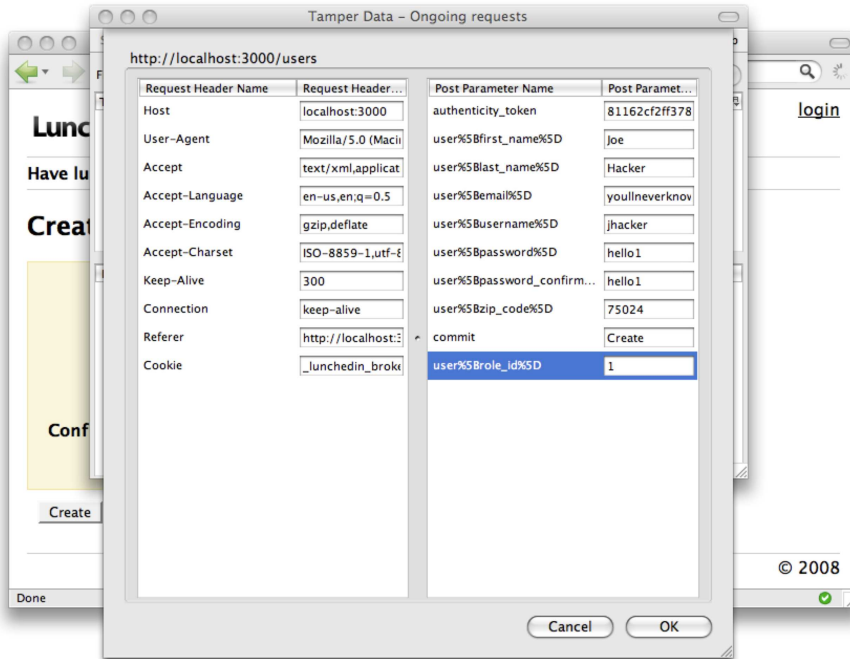 Tamper Data – Ongoing requests
http://localhost:3000/users
Request Header Name Request Header... Post Parameter Name Post Paramet...
Host localhost:3000 authenticity_token 81162cf2ff378
User-Agent Mozilla/5.0 (Macin user%5Bfirst_name%5D Joe
Accept text/xml,applicat user%5Blast_name%5D Hacker
Accept-Language en-us,en;q=0.5 user%5Bemail%5D youllneverknow
Accept-Encoding gzip,deflate user%5Busername%5D jhacker
Accept-Charset ISO-8859-1,utf-8 user%5Bpassword%5D hello1
Keep-Alive 300 user%5Bpassword_confirm... hello1
Connection keep-alive user%5Bzip_code%5D 75024
Referer http://localhost:3 commit Create
Cookie _lunchedin_broke user%5Brole_id%5D 1
Cancel OK
login
Lunc
Have lu
Creat
Conf
Create
© 2008
Done